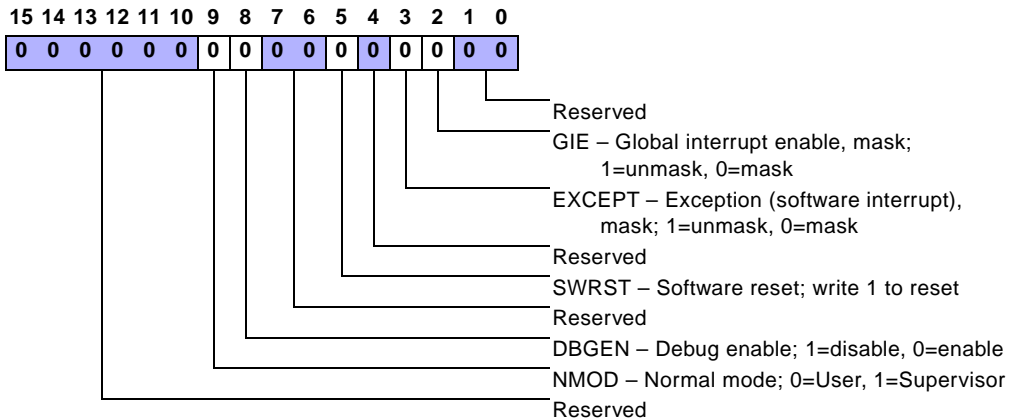 15 14 13 12 11 10 9 8 7 6 5 4 3 2 1 0
0 0 0 0 0 0 0 0 0 0 0 0 0 0 0 0
Reserved
GIE – Global interrupt enable, mask;
1=unmask, 0=mask
EXCEPT – Exception (software interrupt),
mask; 1=unmask, 0=mask
Reserved
SWRST – Software reset; write 1 to reset
Reserved
DBGEN – Debug enable; 1=disable, 0=enable
NMOD – Normal mode; 0=User, 1=Supervisor
Reserved